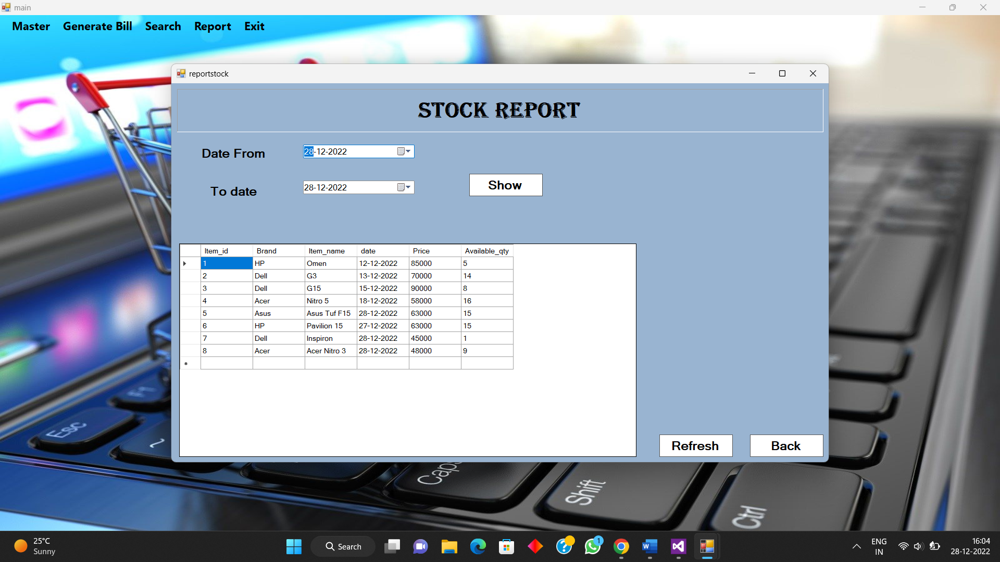 main
Master Generate Bill Search Report Exit
reportstock
STOCK REPORT
Date From 28-12-2022
To date 28-12-2022 Show
Item_id Brand Item_name date Price Available_qty
1 HP Omen 12-12-2022 85000 5
2 Dell G3 13-12-2022 70000 14
3 Dell G15 15-12-2022 90000 8
4 Acer Nitro 5 18-12-2022 58000 16
5 Asus Asus Tuf F15 28-12-2022 63000 15
6 HP Pavilion 15 27-12-2022 63000 15
7 Dell Inspiron 28-12-2022 45000 1
8 Acer Acer Nitro 3 28-12-2022 48000 9
*
Refresh Back
F1
Esc
~
Caps
Shift
Ctrl
25°C
Sunny
Search
1
ENG
IN
16:04
28-12-2022